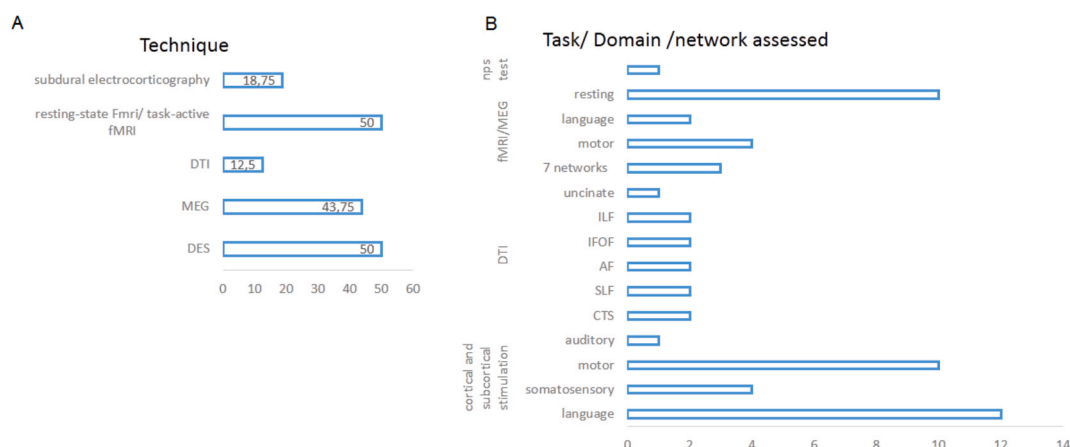 A
Technique
subdural electrocorticography
18,75
resting-state Fmri/ task-active
fMRI
50
DTI
12,5
MEG
43,75
DES
50
0 10 20 30 40 50 60
B
Task/ Domain /network assessed
nps
test
fMRI/MEG
DTI
cortical and
subcortical
stimulation
resting
language
motor
7 networks
uncinate
ILF
IFOF
AF
SLF
CTS
auditory
motor
somatosensory
language
0 2 4 6 8 10 12 14